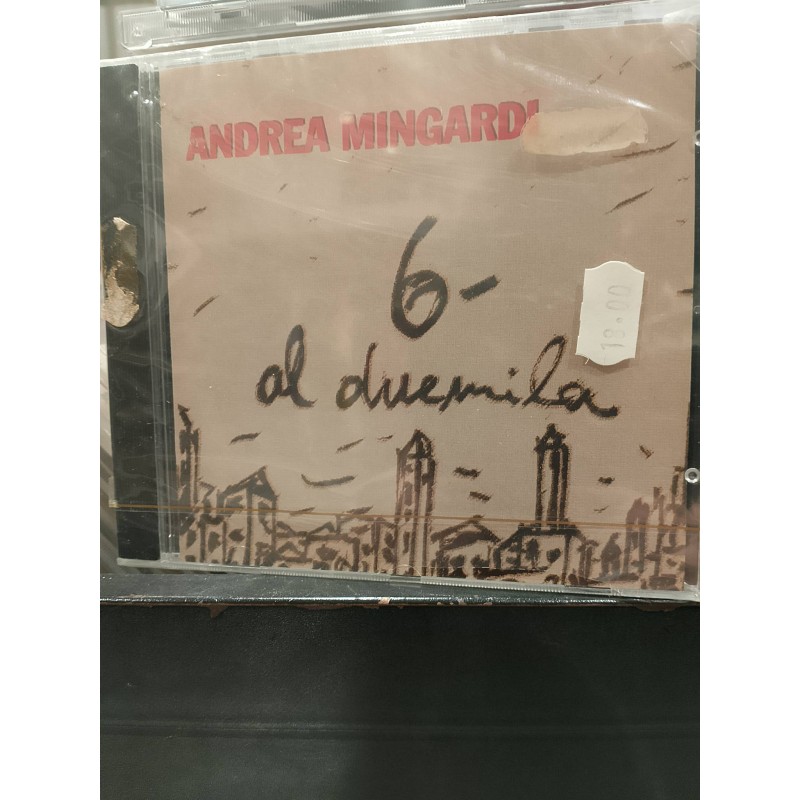 ANDREA MINGARDI
6-
al duemila
18.00